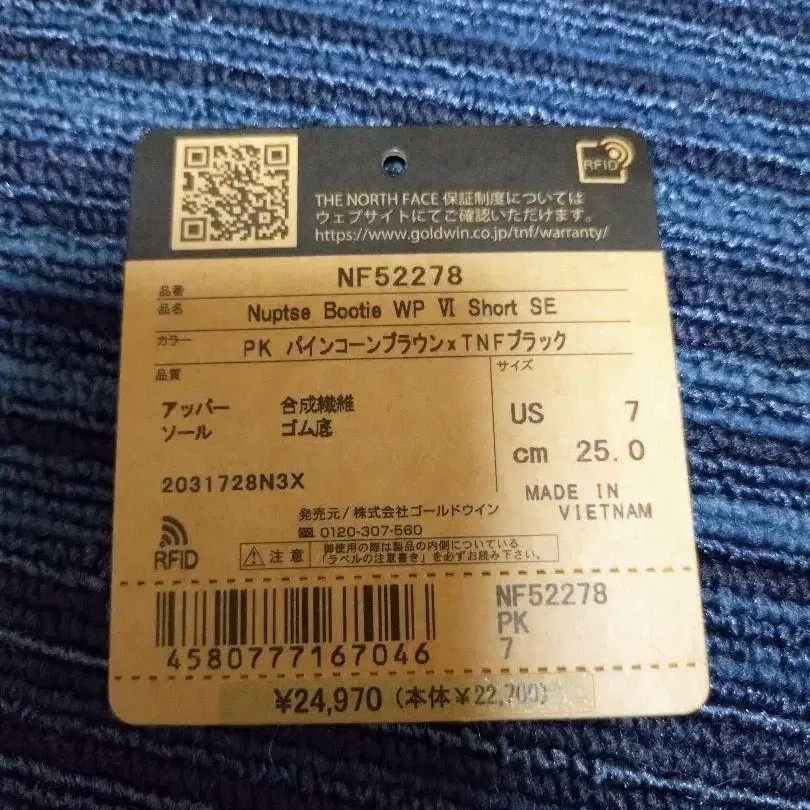 THE NORTH FACE 保証制度については
ウェブサイトにてご確認いただけます。
https://www.goldwin.co.jp/tnf/warranty/
RFID
品番 NF52278
品名 Nuptse Bootie WP Ⅵ Short SE
カラー PK パインコーンブラウンxTNFブラック
品質
サイズ
アッパー 合成繊維
ソール ゴム底
US 7
cm 25.0
2031728N3X
MADE IN
VIETNAM
発売元/株式会社ゴールドウイン
0120-307-560
RFID
注意
御使用の際は製品の内側についている
「ラベルの注意書き」を必ずお読み下さい。
4580777167046
NF52278
PK
7
¥24,970 (本体¥22,700)